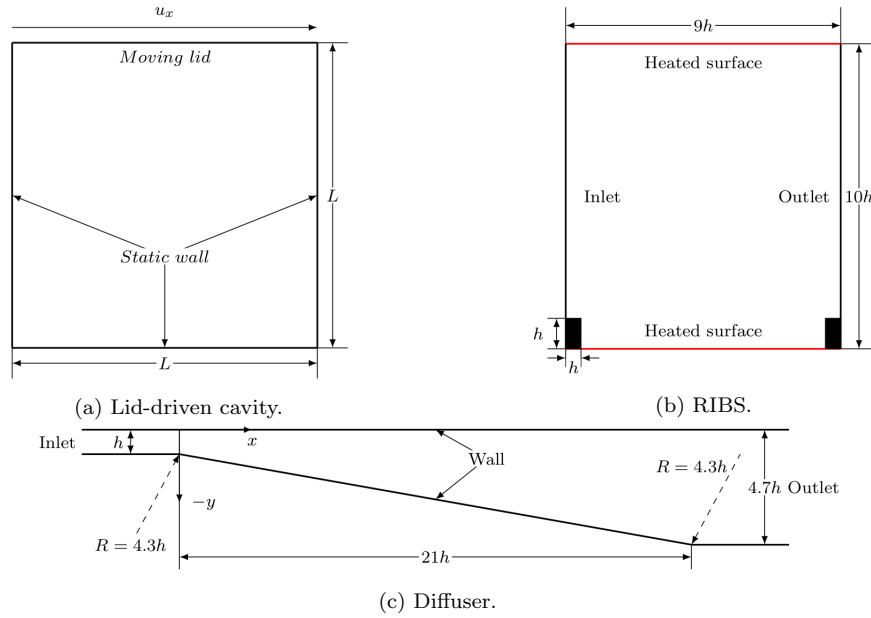 u_x
Moving lid
L
Static wall
L
(a) Lid-driven cavity.
9h
Heated surface
Inlet
Outlet
10h
h
Heated surface
h
(b) RIBS.
Inlet
h
x
Wall
R = 4.3h
4.7h Outlet
−y
R = 4.3h
21h
(c) Diffuser.